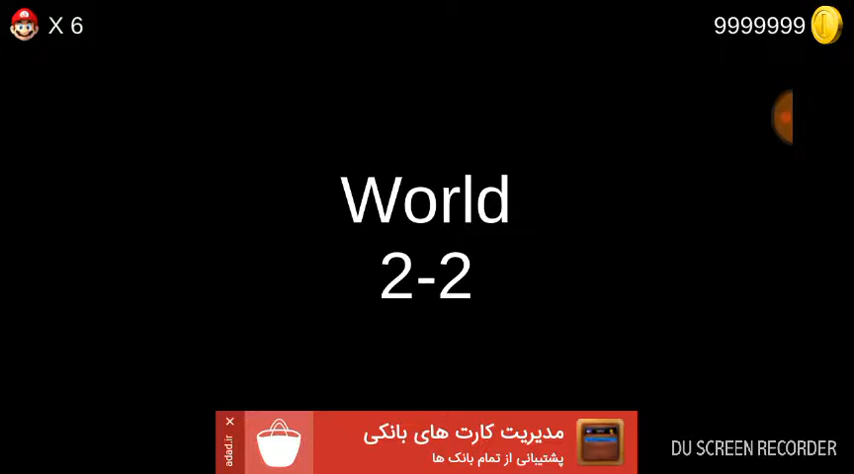 X 6
9999999
World
2-2
×
adad.ir
مدیریت کارت های بانکی
پشتیبانی از تمام بانک ها
DU SCREEN RECORDER